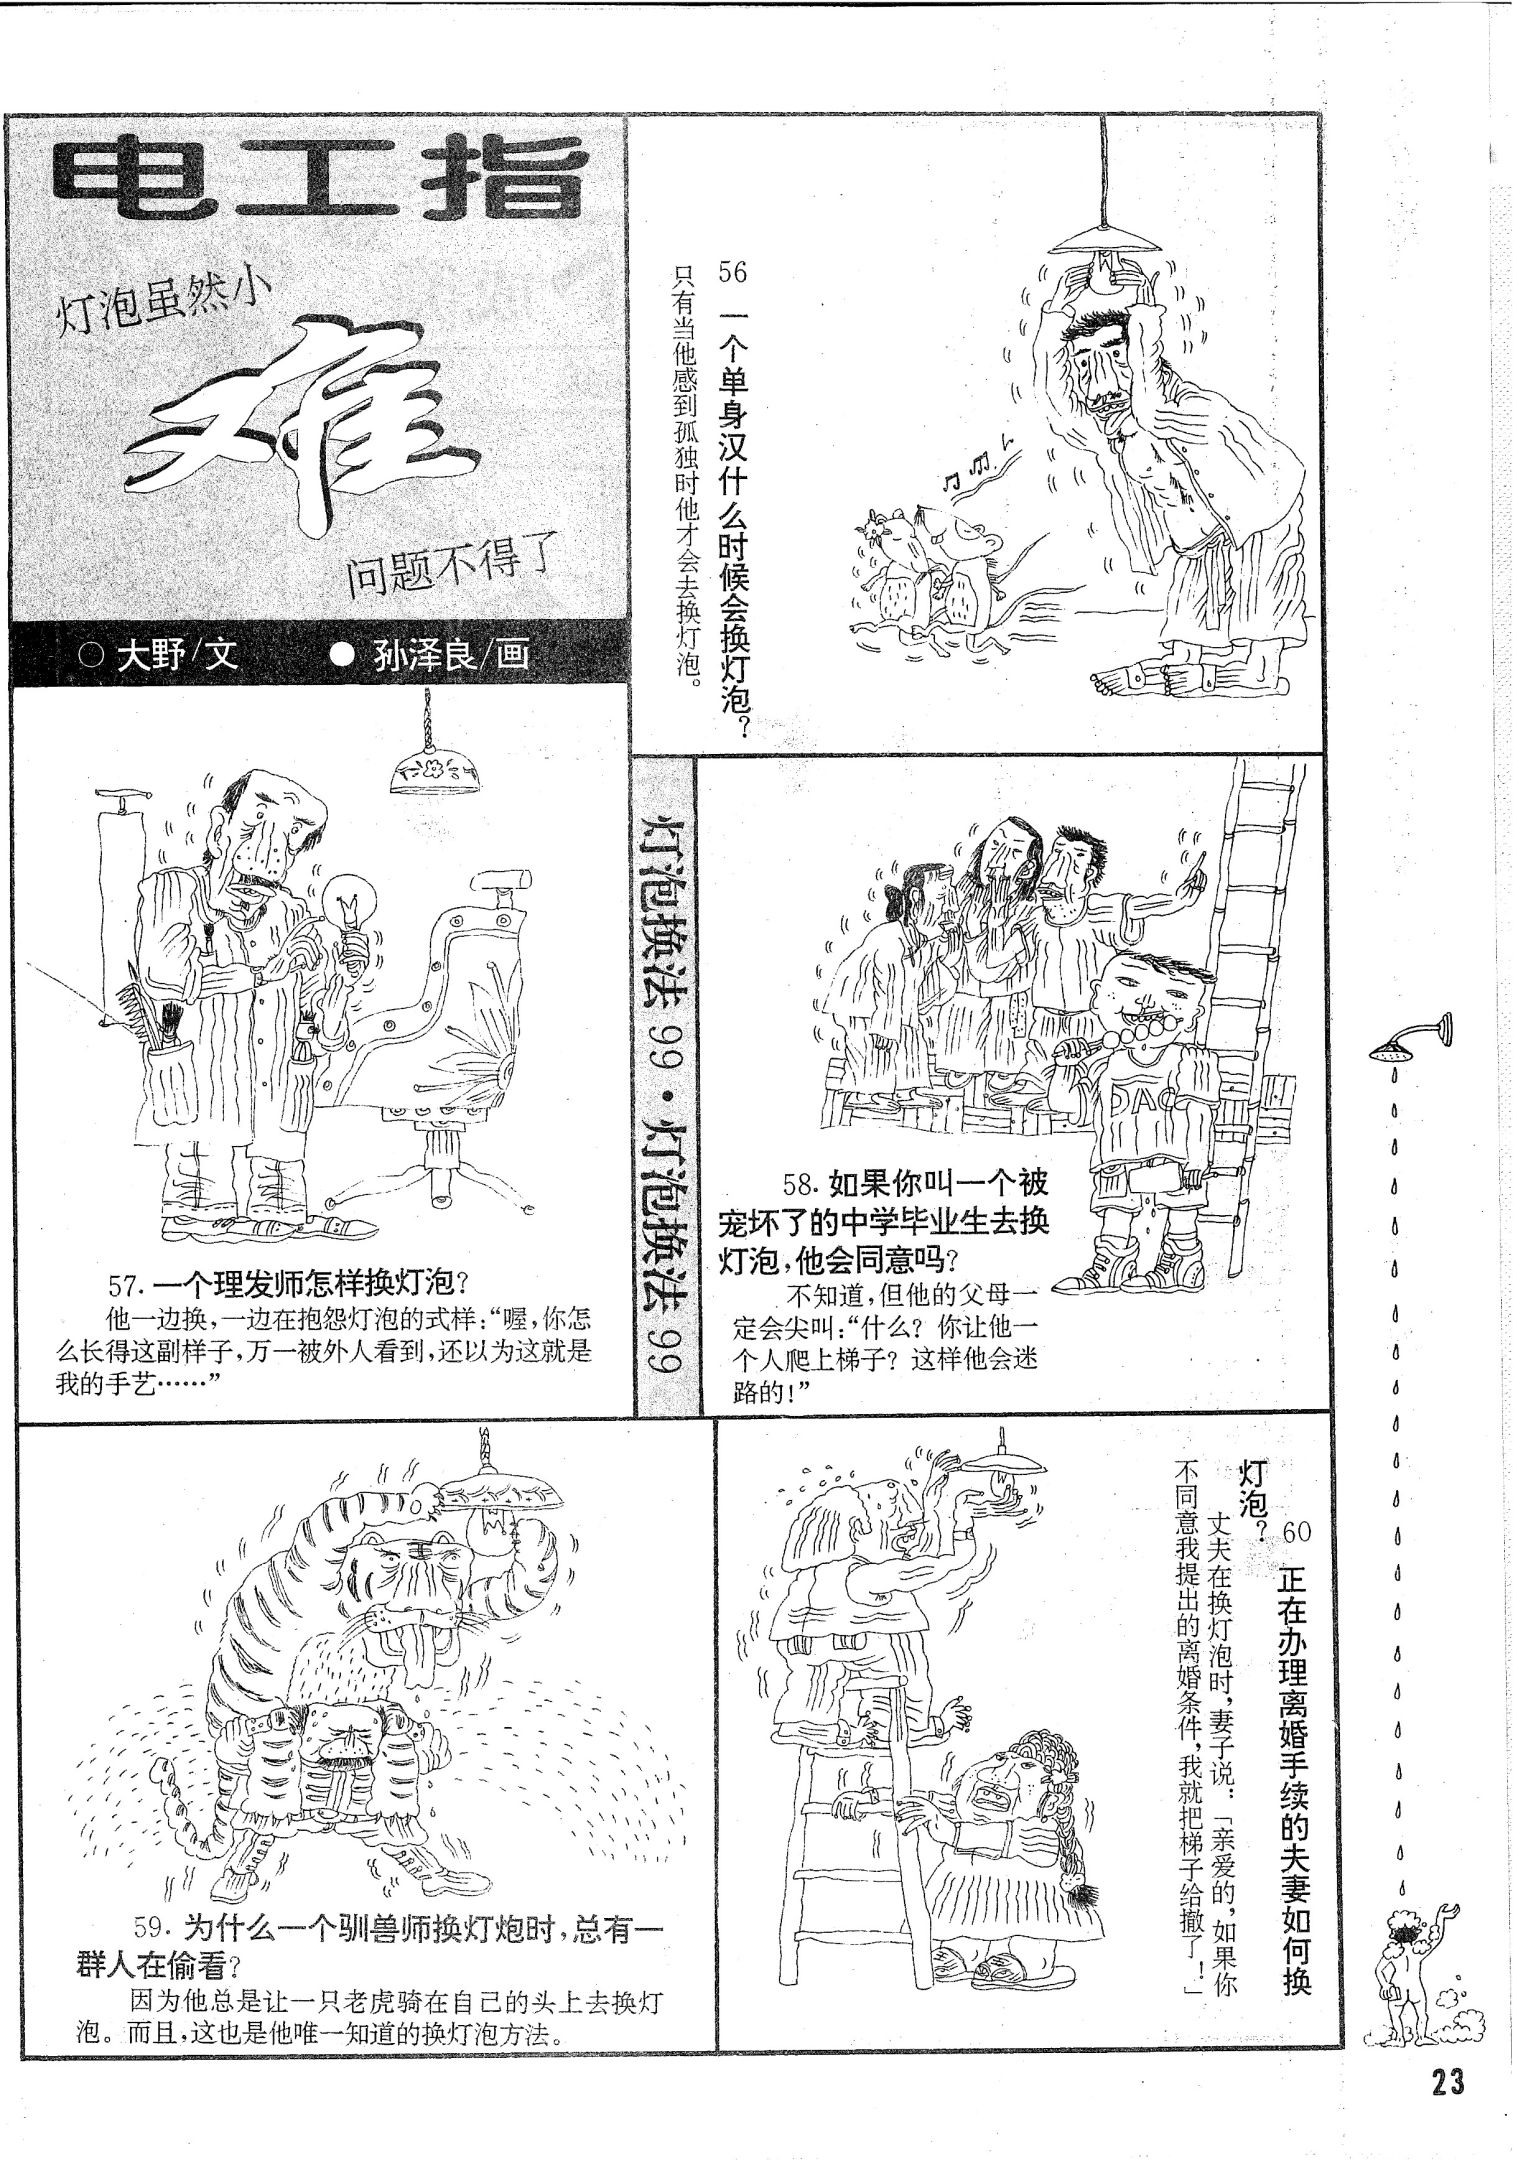 电工指
灯泡虽然小
难
问题不得了
○大野/文 ●孙泽良/画
56 一个单身汉什么时候会换灯泡?
只有当他感到孤独时他才会去换灯泡。
57. 一个理发师怎样换灯泡?
他一边换,一边在抱怨灯泡的式样:“喔,你怎
么长得这副样子,万一被外人看到,还以为这就是
我的手艺……”
灯泡换法 99·灯泡换法 99
DAC
58. 如果你叫一个被
宠坏了的中学毕业生去换
灯泡,他会同意吗?
不知道,但他的父母一
定会尖叫:“什么? 你让他一
个人爬上梯子? 这样他会迷
路的!”
59. 为什么一个驯兽师换灯炮时,总有一
群人在偷看?
因为他总是让一只老虎骑在自己的头上去换灯
泡。而且,这也是他唯一知道的换灯泡方法。
60 正在办理离婚手续的夫妻如何换
灯泡?
丈夫在换灯泡时,妻子说:「亲爱的,如果你
不同意我提出的离婚条件,我就把梯子给撤了!」
23